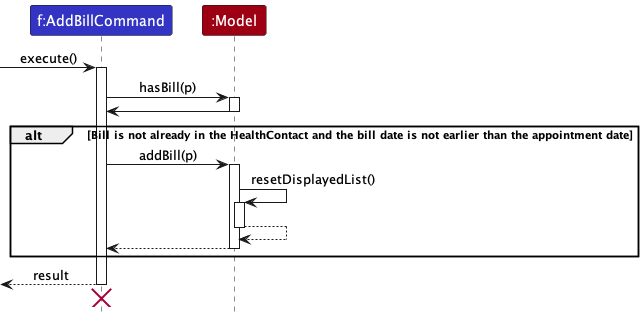 f:AddBillCommand
:Model
execute()
hasBill(p)
alt
[Bill is not already in the HealthContact and the bill date is not earlier than the appointment date]
addBill(p)
resetDisplayedList()
result